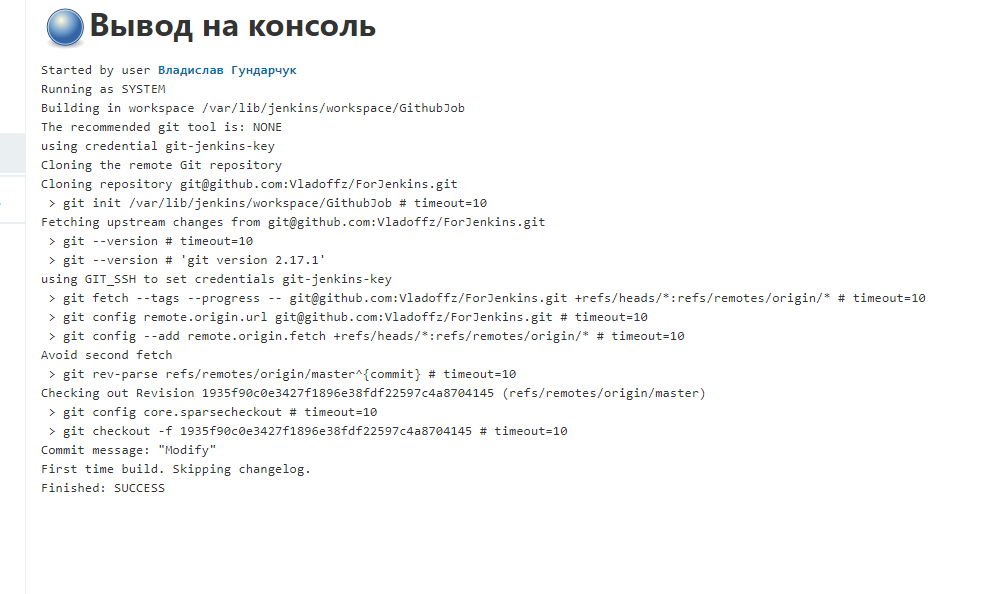 Вывод на консоль
Started by user Владислав Гундарчук
Running as SYSTEM
Building in workspace /var/lib/jenkins/workspace/GithubJob
The recommended git tool is: NONE
using credential git-jenkins-key
Cloning the remote Git repository
Cloning repository git@github.com:Vladoffz/ForJenkins.git
 > git init /var/lib/jenkins/workspace/GithubJob # timeout=10
Fetching upstream changes from git@github.com:Vladoffz/ForJenkins.git
 > git --version # timeout=10
 > git --version # 'git version 2.17.1'
using GIT_SSH to set credentials git-jenkins-key
 > git fetch --tags --progress -- git@github.com:Vladoffz/ForJenkins.git +refs/heads/*:refs/remotes/origin/* # timeout=10
 > git config remote.origin.url git@github.com:Vladoffz/ForJenkins.git # timeout=10
 > git config --add remote.origin.fetch +refs/heads/*:refs/remotes/origin/* # timeout=10
Avoid second fetch
 > git rev-parse refs/remotes/origin/master^{commit} # timeout=10
Checking out Revision 1935f90c0e3427f1896e38fdf22597c4a8704145 (refs/remotes/origin/master)
 > git config core.sparsecheckout # timeout=10
 > git checkout -f 1935f90c0e3427f1896e38fdf22597c4a8704145 # timeout=10
Commit message: "Modify"
First time build. Skipping changelog.
Finished: SUCCESS